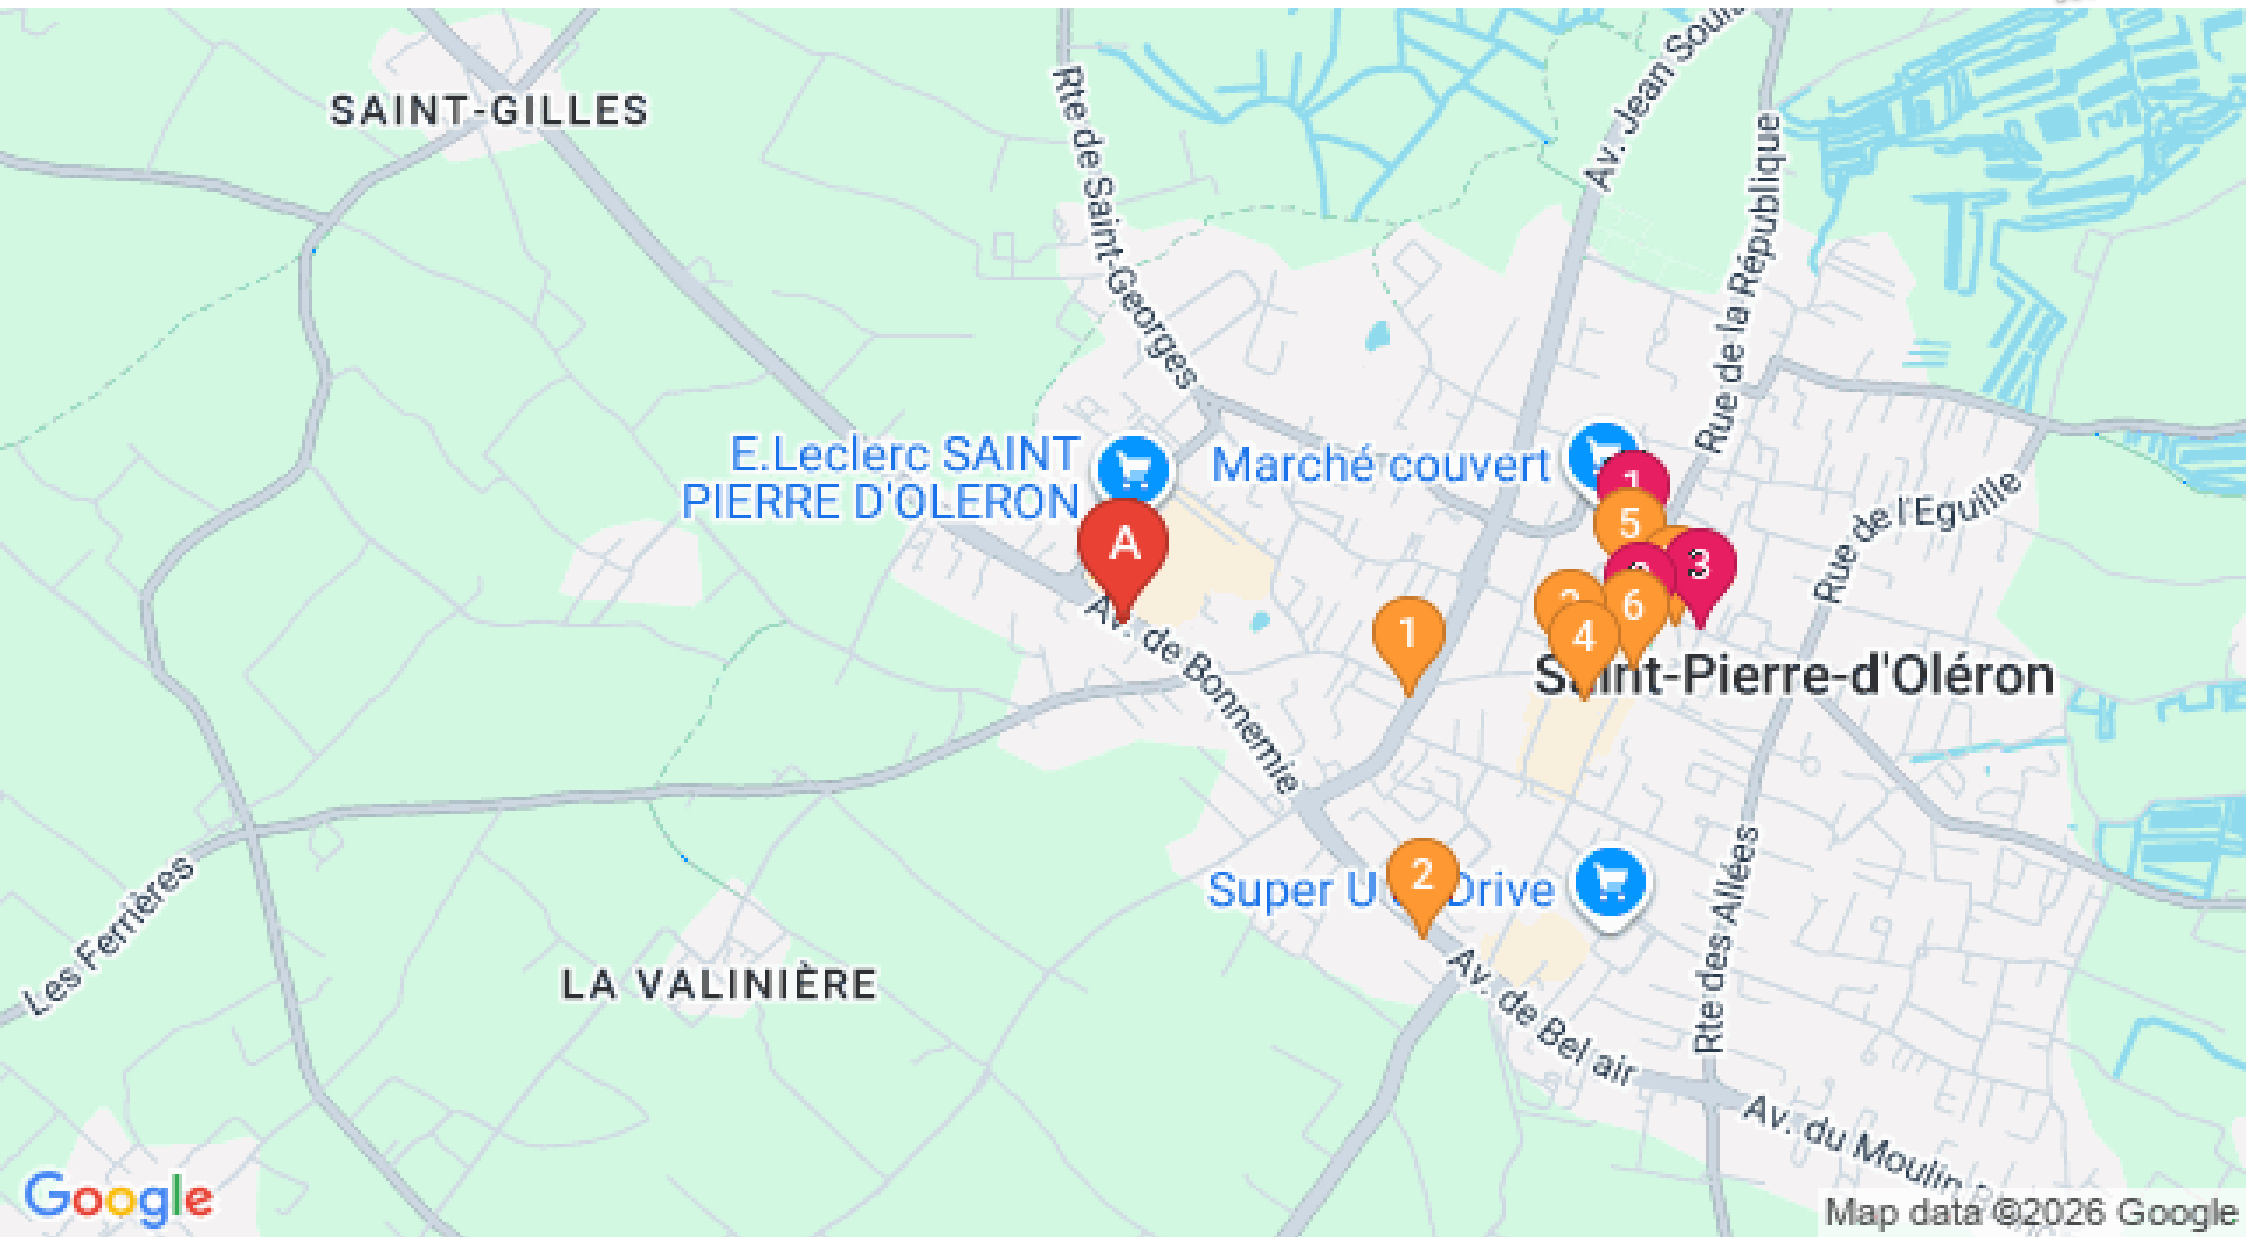 SAINT-GILLES
Rte de Saint-Georges
Av. Jean
Rue de la République
E.Leclerc SAINT
PIERRE D'OLERON
Marché couvert
Rue de l'Eguille
1
5
A
3
6
1
4
Av. de Bonnemie
Saint-Pierre-d'Oléron
2
Super U Drive
Les Ferrières
LA VALINIÈRE
Rte des Allées
Av. de Bel air
Av. du Moulin
Google
Map data ©2026 Google